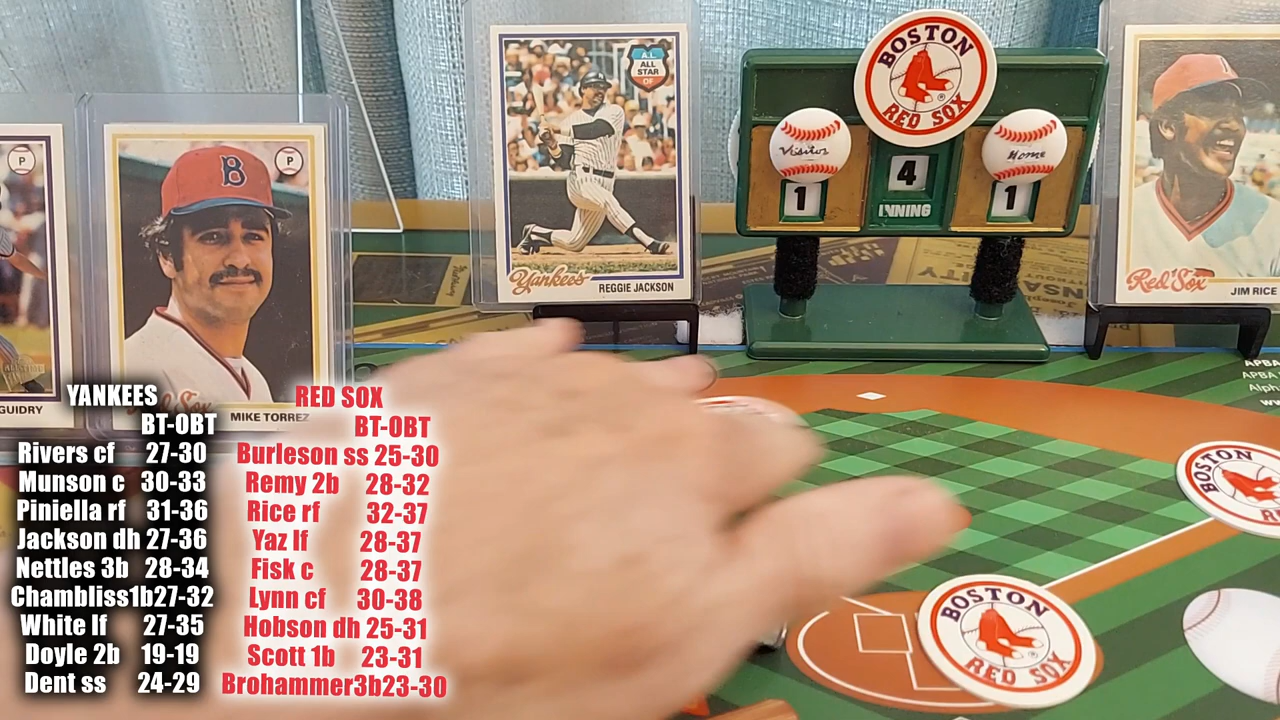 A.L.
ALL
STAR
OF
Yankees
REGGIE JACKSON
BOSTON
RED SOX
Visitor
Home
1
4
1
INNING
Red Sox
JIM RICE
P
P
B
GUIDRY
Red Sox
MIKE TORREZ
APBA
APBA
BOSTON
BOSTON
RED SOX
YANKEES
BT-OBT
Rivers cf 27-30
Munson c 30-33
Piniella rf 31-36
Jackson dh 27-36
Nettles 3b 28-34
Chambliss1b27-32
White lf 27-35
Doyle 2b 19-19
Dent ss 24-29
RED SOX
BT-OBT
Burleson ss 25-30
Remy 2b 28-32
Rice rf 32-37
Yaz lf 28-37
Fisk c 28-37
Lynn cf 30-38
Hobson dh 25-31
Scott 1b 23-31
Brohammer3b23-30